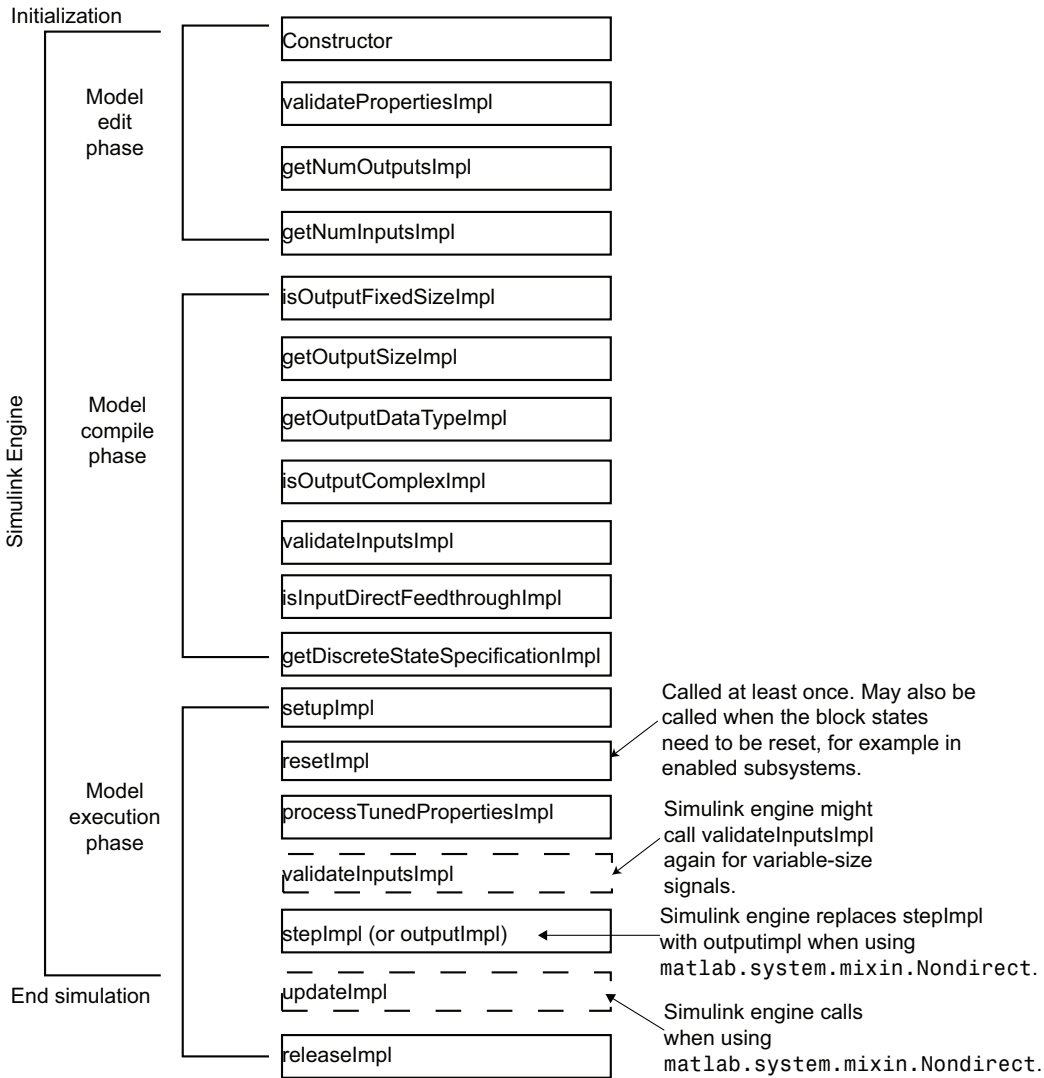 Initialization
Constructor
validatePropertiesImpl
Model
edit
phase
getNumOutputsImpl
getNumInputsImpl
isOutputFixedSizeImpl
getOutputSizeImpl
Simulink Engine
Model
compile
phase
getOutputDataTypeImpl
isOutputComplexImpl
validateInputsImpl
isInputDirectFeedthroughImpl
getDiscreteStateSpecificationImpl
setupImpl
Called at least once. May also be
called when the block states
need to be reset, for example in
enabled subsystems.
resetImpl
Model
execution
phase
processTunedPropertiesImpl
Simulink engine might
call validateInputsImpl
again for variable-size
signals.
validateInputsImpl
stepImpl (or outputImpl)
Simulink engine replaces stepImpl
with outputimpl when using
matlab.system.mixin.Nondirect.
End simulation
updateImpl
Simulink engine calls
when using
matlab.system.mixin.Nondirect.
releaseImpl